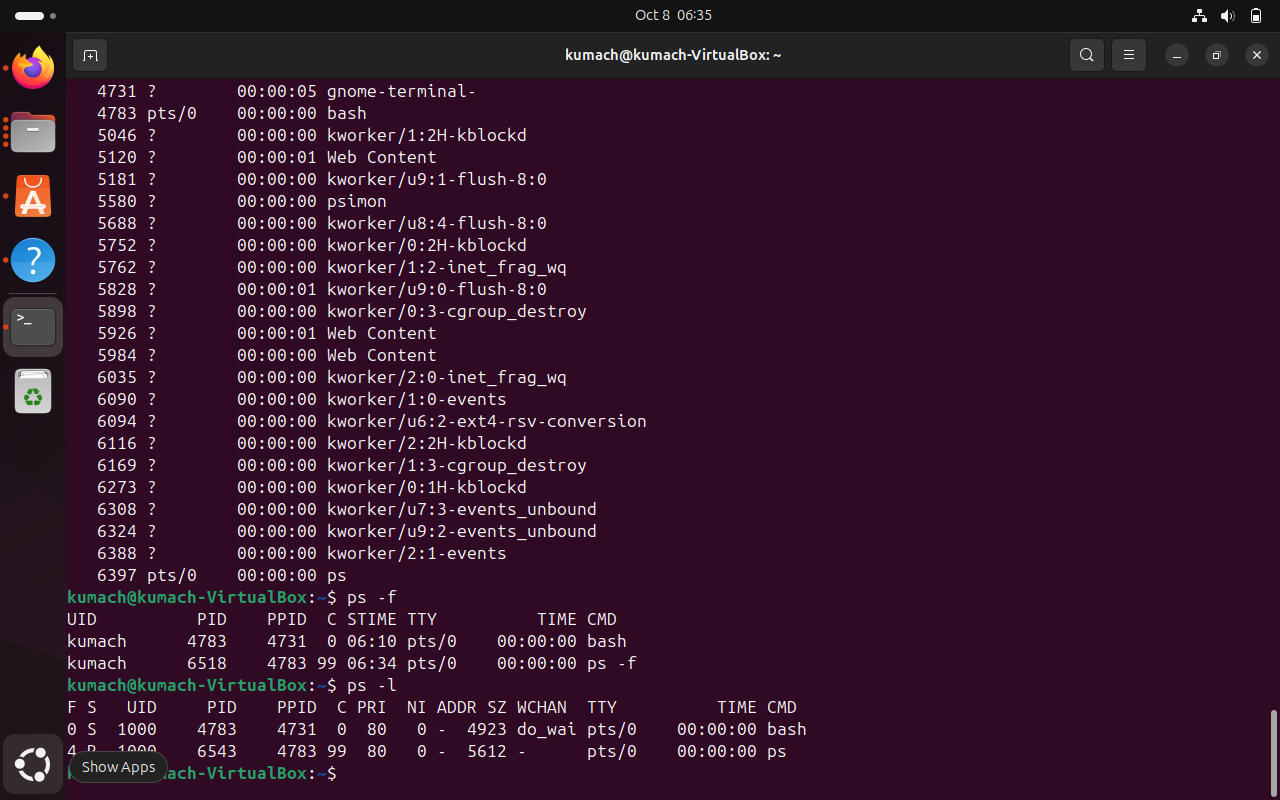 Oct 8 06:35
kumach@kumach-VirtualBox: ~
4731 ? 00:00:05 gnome-terminal-
4783 pts/0 00:00:00 bash
5046 ? 00:00:00 kworker/1:2H-kblockd
5120 ? 00:00:01 Web Content
5181 ? 00:00:00 kworker/u9:1-flush-8:0
5580 ? 00:00:00 psimon
5688 ? 00:00:00 kworker/u8:4-flush-8:0
5752 ? 00:00:00 kworker/0:2H-kblockd
5762 ? 00:00:00 kworker/1:2-inet_frag_wq
5828 ? 00:00:01 kworker/u9:0-flush-8:0
5898 ? 00:00:00 kworker/0:3-cgroup_destroy
5926 ? 00:00:01 Web Content
5984 ? 00:00:00 Web Content
6035 ? 00:00:00 kworker/2:0-inet_frag_wq
6090 ? 00:00:00 kworker/1:0-events
6094 ? 00:00:00 kworker/u6:2-ext4-rsv-conversion
6116 ? 00:00:00 kworker/2:2H-kblockd
6169 ? 00:00:00 kworker/1:3-cgroup_destroy
6273 ? 00:00:00 kworker/0:1H-kblockd
6308 ? 00:00:00 kworker/u7:3-events_unbound
6324 ? 00:00:00 kworker/u9:2-events_unbound
6388 ? 00:00:00 kworker/2:1-events
6397 pts/0 00:00:00 ps
kumach@kumach-VirtualBox:~$ ps -f
UID PID PPID C STIME TTY TIME CMD
kumach 4783 4731 0 06:10 pts/0 00:00:00 bash
kumach 6518 4783 99 06:34 pts/0 00:00:00 ps -f
kumach@kumach-VirtualBox:~$ ps -l
F S UID PID PPID C PRI NI ADDR SZ WCHAN TTY TIME CMD
0 S 1000 4783 4731 0 80 0 - 4923 do_wai pts/0 00:00:00 bash
4 R 1000 6543 4783 99 80 0 - 5612 - pts/0 00:00:00 ps
Show Apps
mach-VirtualBox:~$